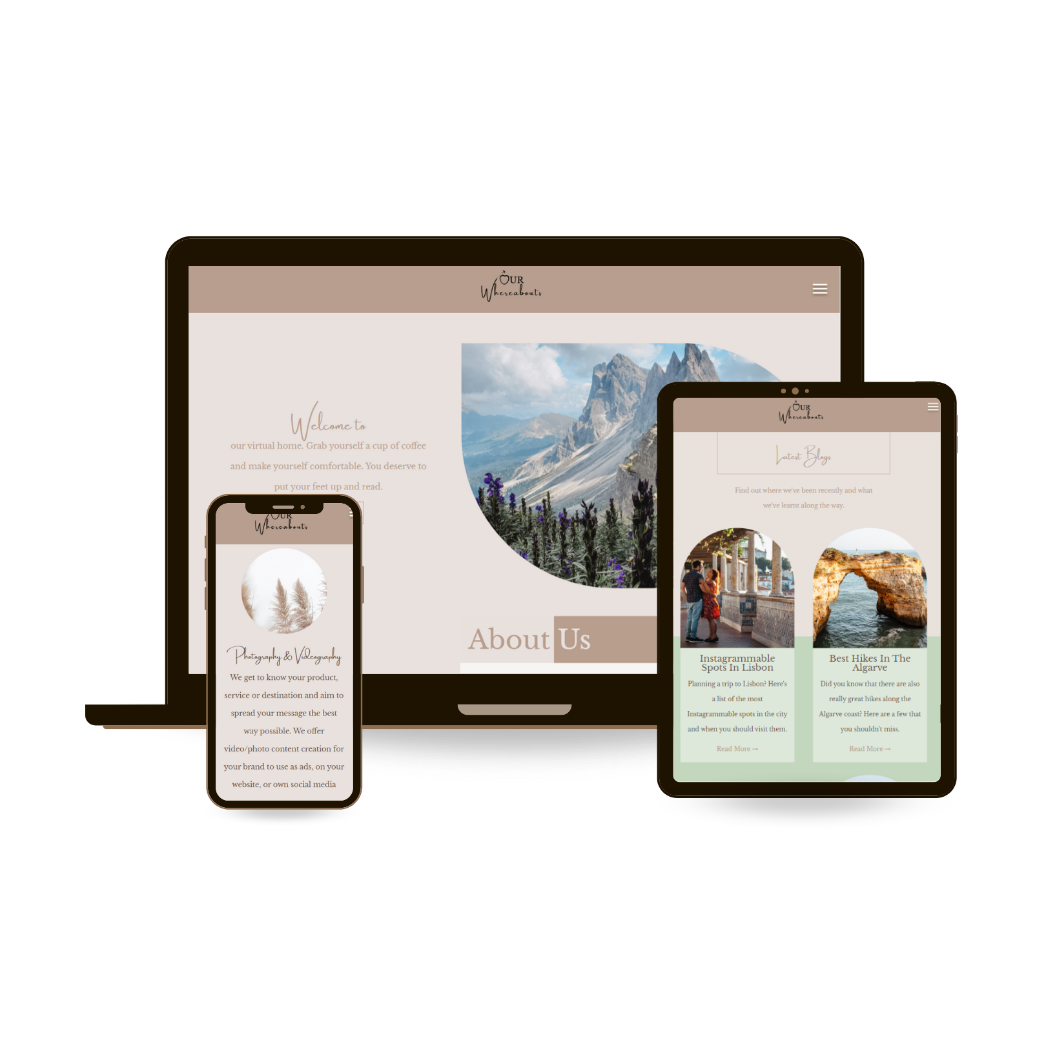 OUR
Whereabouts
Welcome to
our virtual home. Grab yourself a cup of coffee
and make yourself comfortable. You deserve to
put your feet up and read.
About Us
OUR
Whereabouts
Photography & Videography
We get to know your product,
service or destination and aim to
spread your message the best
way possible. We offer
video/photo content creation for
your brand to use as ads, on your
website, or own social media
OUR
Whereabouts
Latest Blogs
Find out where we've been recently and what
we've learnt along the way.
Instagrammable
Spots In Lisbon
Planning a trip to Lisbon? Here's
a list of the most
Instagrammable spots in the city
and when you should visit them.
Read More →
Best Hikes In The
Algarve
Did you know that there are also
really great hikes along the
Algarve coast? Here are a few that
you shouldn't miss.
Read More →